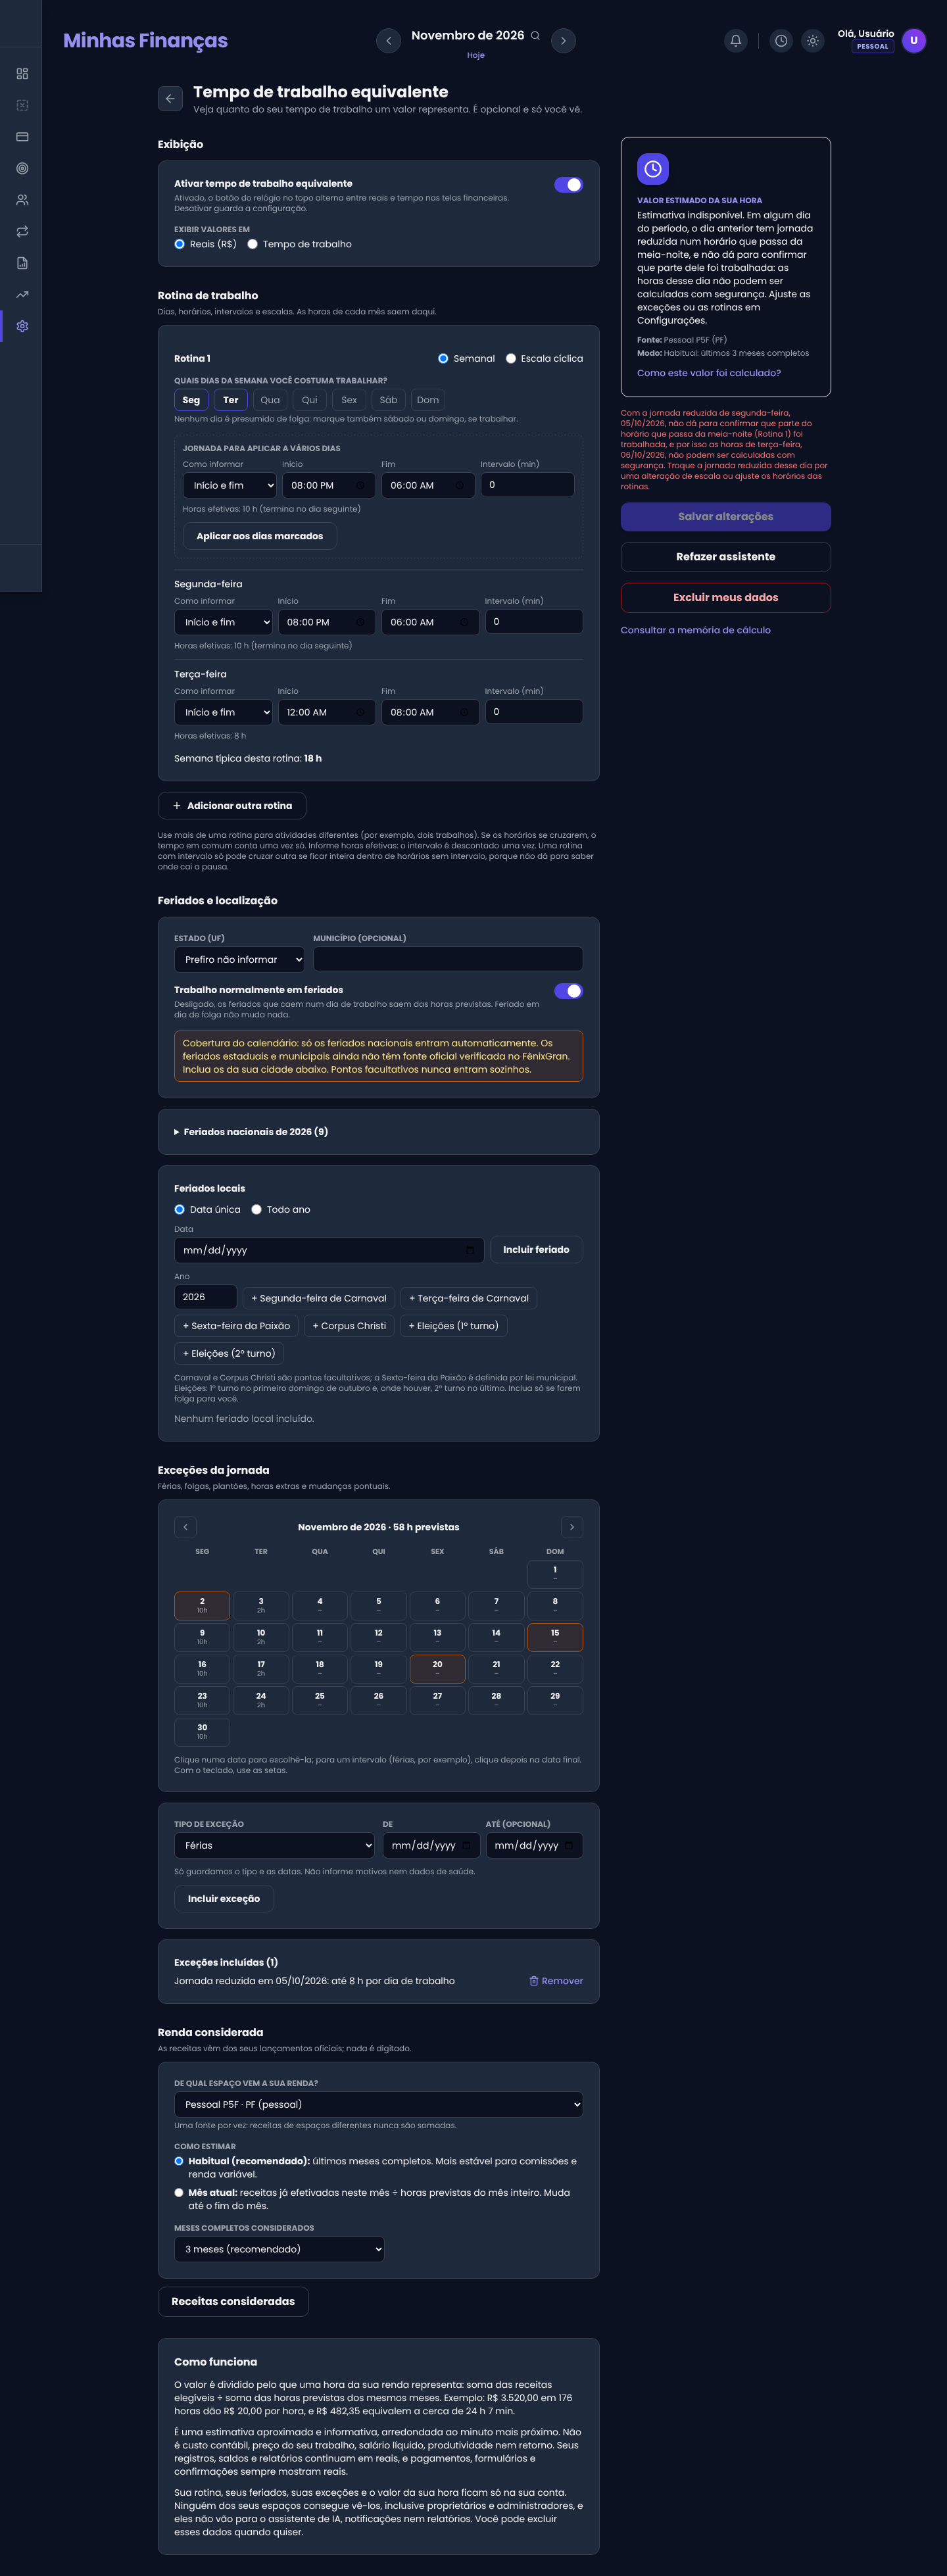 Minhas Finanças
Novembro de 2026
Hoje
Olá, Usuário
PESSOAL
U
Tempo de trabalho equivalente
Veja quanto do seu tempo de trabalho um valor representa. É opcional e só você vê.
Exibição
Ativar tempo de trabalho equivalente
Ativado, o botão do relógio no topo alterna entre reais e tempo nas telas financeiras.
Desativar guarda a configuração.
EXIBIR VALORES EM
Reais (R$) Tempo de trabalho
Rotina de trabalho
Dias, horários, intervalos e escalas. As horas de cada mês saem daqui.
Rotina 1 Semanal Escala cíclica
QUAIS DIAS DA SEMANA VOCÊ COSTUMA TRABALHAR?
Seg Ter Qua Qui Sex Sáb Dom
Nenhum dia é presumido de folga: marque também sábado ou domingo, se trabalhar.
JORNADA PARA APLICAR A VÁRIOS DIAS
Como informar Início Fim Intervalo (min)
Início e fim 08:00 PM 06:00 AM 0
Horas efetivas: 10 h (termina no dia seguinte)
Aplicar aos dias marcados
Segunda-feira
Como informar Início Fim Intervalo (min)
Início e fim 08:00 PM 06:00 AM 0
Horas efetivas: 10 h (termina no dia seguinte)
Terça-feira
Como informar Início Fim Intervalo (min)
Início e fim 12:00 AM 08:00 AM 0
Horas efetivas: 8 h
Semana típica desta rotina: 18 h
+ Adicionar outra rotina
Use mais de uma rotina para atividades diferentes (por exemplo, dois trabalhos). Se os horários se cruzarem, o
tempo em comum conta uma vez só. Informe horas efetivas: o intervalo é descontado uma vez. Uma rotina
com intervalo só pode cruzar outra se ficar inteira dentro de horários sem intervalo, porque não dá para saber
onde cai a pausa.
Feriados e localização
ESTADO (UF) MUNICÍPIO (OPCIONAL)
Prefiro não informar
Trabalho normalmente em feriados
Desligado, os feriados que caem num dia de trabalho saem das horas previstas. Feriado em
dia de folga não muda nada.
Cobertura do calendário: só os feriados nacionais entram automaticamente. Os
feriados estaduais e municipais ainda não têm fonte oficial verificada no FênixGran.
Inclua os da sua cidade abaixo. Pontos facultativos nunca entram sozinhos.
Feriados nacionais de 2026 (9)
Feriados locais
Data única Todo ano
Data
mm/dd/yyyy Incluir feriado
Ano
2026 + Segunda-feira de Carnaval + Terça-feira de Carnaval
+ Sexta-feira da Paixão + Corpus Christi + Eleições (1º turno)
+ Eleições (2º turno)
Carnaval e Corpus Christi são pontos facultativos; a Sexta-feira da Paixão é definida por lei municipal.
Eleições: 1º turno no primeiro domingo de outubro e, onde houver, 2º turno no último. Inclua só se forem
folga para você.
Nenhum feriado local incluído.
Exceções da jornada
Férias, folgas, plantões, horas extras e mudanças pontuais.
Novembro de 2026 · 58 h previstas
SEG TER QUA QUI SEX SÁB DOM
1
–
2 3 4 5 6 7 8
10h 2h – – – – –
9 10 11 12 13 14 15
10h 2h – – – – –
16 17 18 19 20 21 22
10h 2h – – – – –
23 24 25 26 27 28 29
10h 2h – – – – –
30
10h
Clique numa data para escolhê-la; para um intervalo (férias, por exemplo), clique depois na data final.
Com o teclado, use as setas.
TIPO DE EXCEÇÃO DE ATÉ (OPCIONAL)
Férias mm/dd/yyyy mm/dd/yyyy
Só guardamos o tipo e as datas. Não informe motivos nem dados de saúde.
Incluir exceção
Exceções incluídas (1)
Jornada reduzida em 05/10/2026: até 8 h por dia de trabalho Remover
Renda considerada
As receitas vêm dos seus lançamentos oficiais; nada é digitado.
DE QUAL ESPAÇO VEM A SUA RENDA?
Pessoal P5F · PF (pessoal)
Uma fonte por vez: receitas de espaços diferentes nunca são somadas.
COMO ESTIMAR
Habitual (recomendado): últimos meses completos. Mais estável para comissões e
renda variável.
Mês atual: receitas já efetivadas neste mês ÷ horas previstas do mês inteiro. Muda
até o fim do mês.
MESES COMPLETOS CONSIDERADOS
3 meses (recomendado)
Receitas consideradas
Como funciona
O valor é dividido pelo que uma hora da sua renda representa: soma das receitas
elegíveis ÷ soma das horas previstas dos mesmos meses. Exemplo: R$ 3.520,00 em 176
horas dão R$ 20,00 por hora, e R$ 482,35 equivalem a cerca de 24 h 7 min.
É uma estimativa aproximada e informativa, arredondada ao minuto mais próximo. Não
é custo contábil, preço do seu trabalho, salário líquido, produtividade nem retorno. Seus
registros, saldos e relatórios continuam em reais, e pagamentos, formulários e
confirmações sempre mostram reais.
Sua rotina, seus feriados, suas exceções e o valor da sua hora ficam só na sua conta.
Ninguém dos seus espaços consegue vê-los, inclusive proprietários e administradores, e
eles não vão para o assistente de IA, notificações nem relatórios. Você pode excluir
esses dados quando quiser.
VALOR ESTIMADO DA SUA HORA
Estimativa indisponível. Em algum dia
do período, o dia anterior tem jornada
reduzida num horário que passa da
meia-noite, e não dá para confirmar
que parte dele foi trabalhada: as
horas desse dia não podem ser
calculadas com segurança. Ajuste as
exceções ou as rotinas em
Configurações.
Fonte: Pessoal P5F (PF)
Modo: Habitual: últimos 3 meses completos
Como este valor foi calculado?
Com a jornada reduzida de segunda-feira,
05/10/2026, não dá para confirmar que parte do
horário que passa da meia-noite (Rotina 1) foi
trabalhada, e por isso as horas de terça-feira,
06/10/2026, não podem ser calculadas com
segurança. Troque a jornada reduzida desse dia por
uma alteração de escala ou ajuste os horários das
rotinas.
Salvar alterações
Refazer assistente
Excluir meus dados
Consultar a memória de cálculo